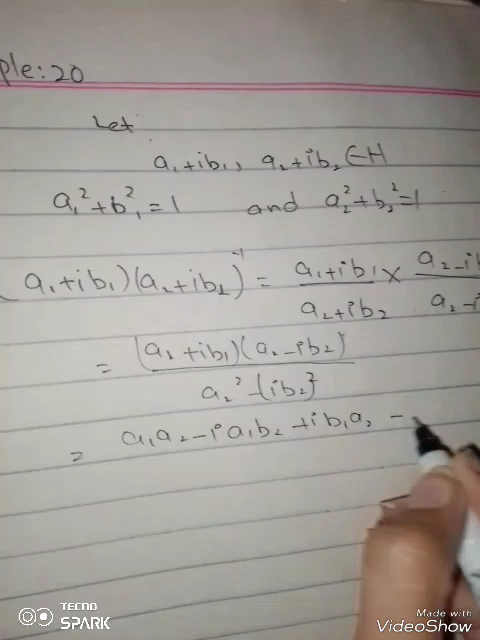 ple: 20
Let
a₁+ib₁, a₂+ib₂ ∈ H
a₁²+b₁²=1 and a₂²+b₂²=1
(a₁+ib₁)(a₂+ib₂)⁻¹ = a₁+ib₁/a₂+ib₂ × a₂-ib/a₂-i
= (a₁+ib₁)(a₂-ib₂)/a₂²-(ib₂)²
= a₁a₂-ia₁b₂+ib₁a₂ -
TECNO
SPARK
Made with
VideoShow